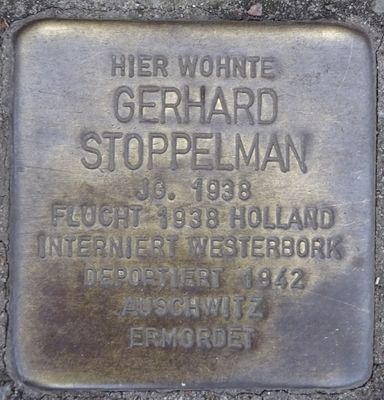 HIER WOHNTE
GERHARD
STOPPELMAN
JG. 1938
FLUCHT 1938 HOLLAND
INTERNIERT WESTERBORK
DEPORTIERT 1942
AUSCHWITZ
ERMORDET